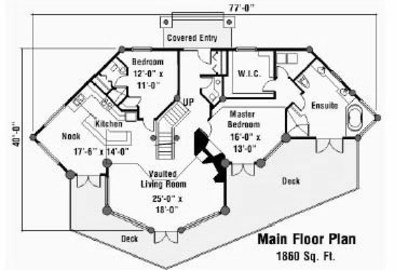 77'-0"
Covered Entry
Bedroom
12'-0" x
11'-0"
W.I.C.
UP
Ensuite
Kitchen
Nook
17'-6" x 14'-0"
Master
Bedroom
16'-0" x
13'-0"
40'-0"
Vaulted
Living Room
25'-0" x
18'-0"
Deck
Deck
Main Floor Plan
1860 Sq. Ft.